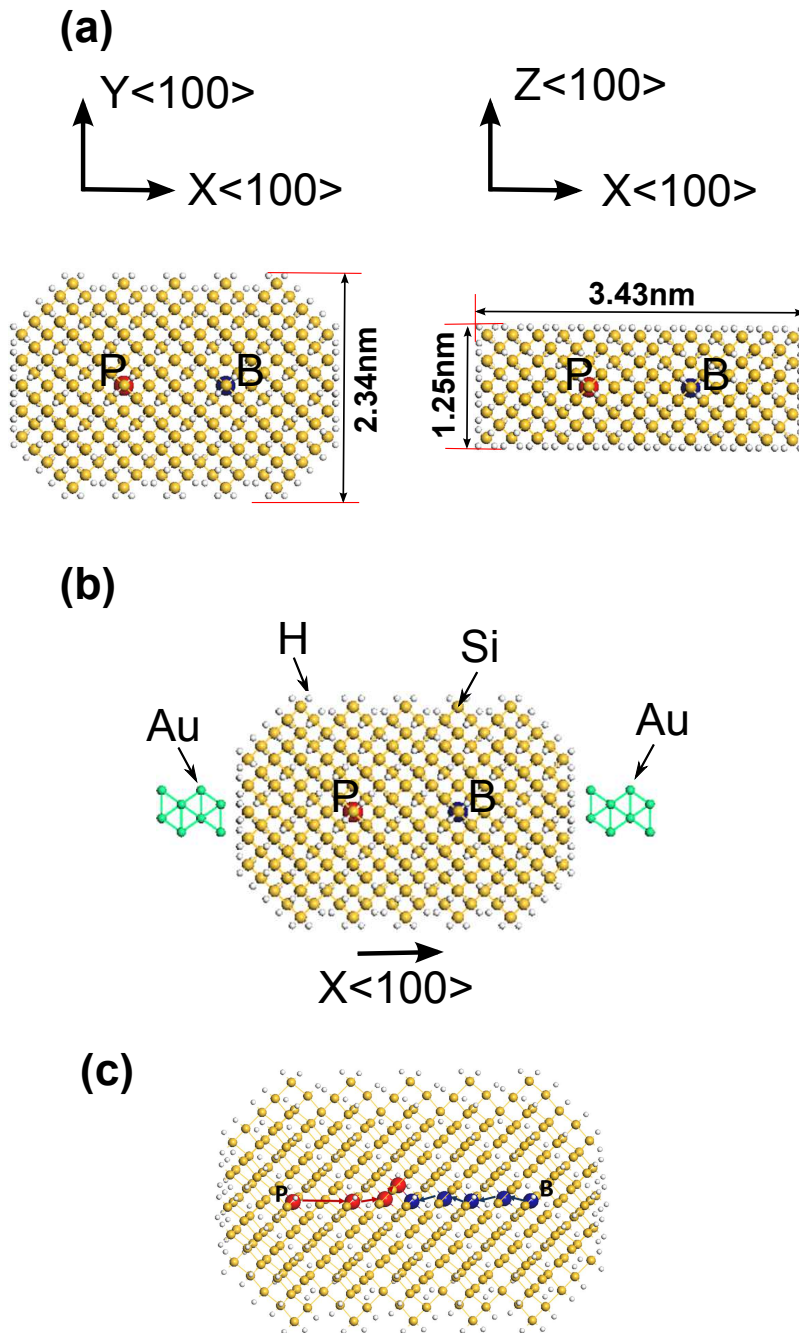 (a)
Y<100>
X<100>
Z<100>
X<100>
P
B
2.34nm
3.43nm
1.25nm
P
B
(b)
H
Si
Au
Au
P
B
X<100>
(c)
P
B